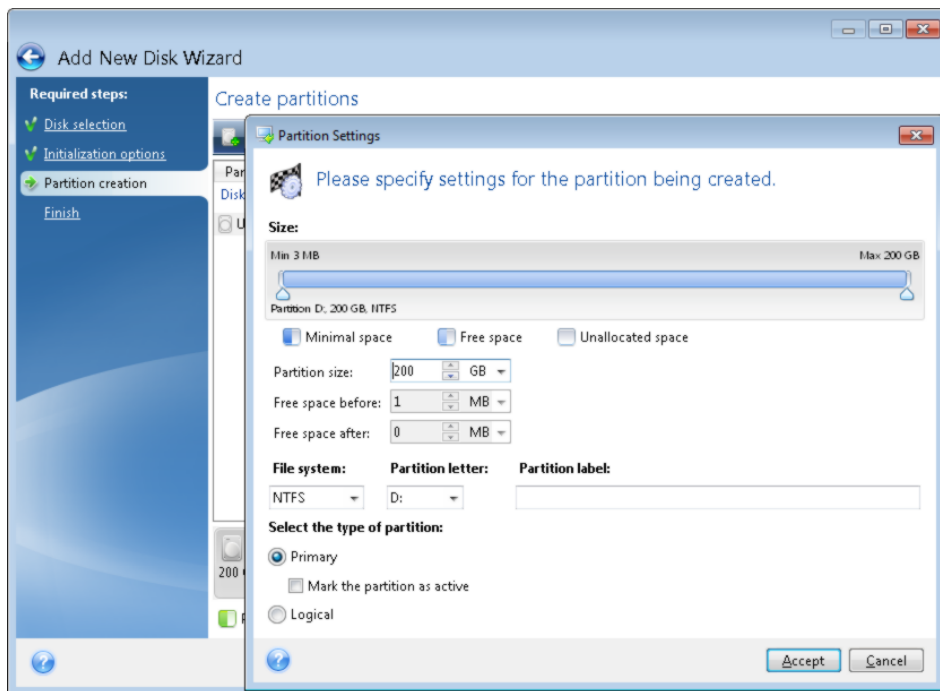 Add New Disk Wizard
Required steps:
Create partitions
Disk selection
Initialization options
Partition creation
Finish
Partition Settings
Please specify settings for the partition being created.
Size:
Min 3 MB Max 200 GB
Partition D:, 200 GB, NTFS
Minimal space Free space Unallocated space
Partition size: 200 GB
Free space before: 1 MB
Free space after: 0 MB
File system: Partition letter: Partition label:
NTFS D:
Select the type of partition:
Primary
Mark the partition as active
Logical
Accept Cancel
Par
Disk
U
200